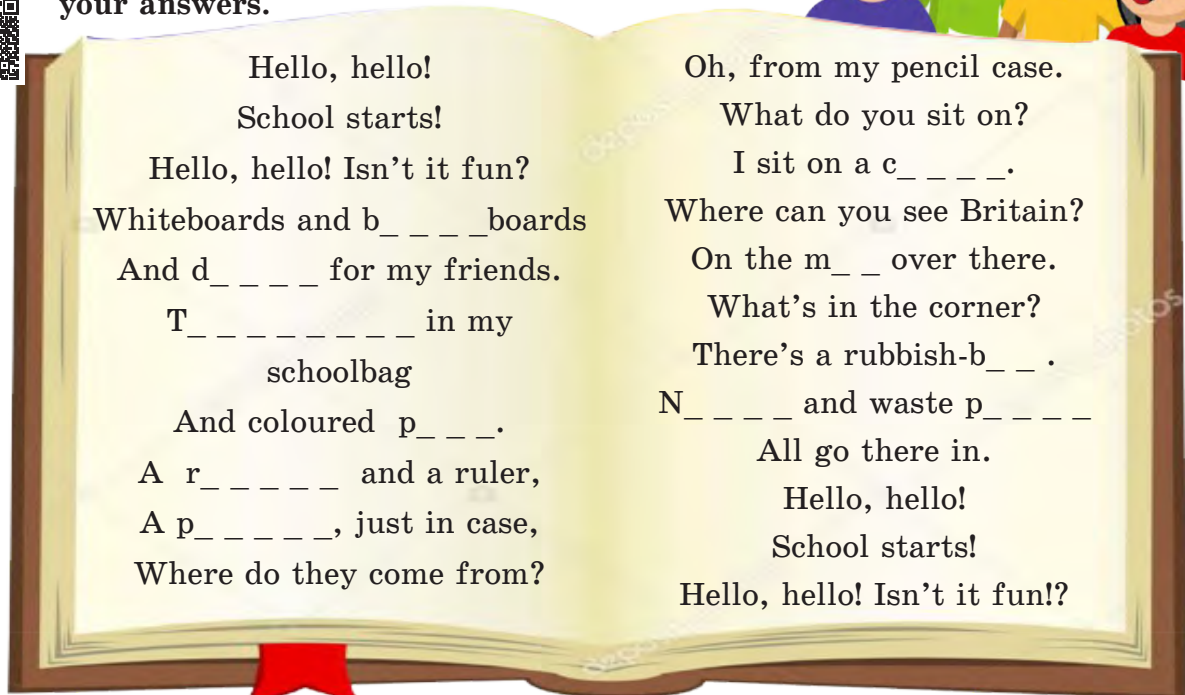 your answers.
Hello, hello!
School starts!
Hello, hello! Isn't it fun?
Whiteboards and b_ _ _ _boards
And d_ _ _ _ for my friends.
T_ _ _ _ _ _ _ _ in my
schoolbag
And coloured p_ _ _.
A r_ _ _ _ _ and a ruler,
A p_ _ _ _ _, just in case,
Where do they come from?
Oh, from my pencil case.
What do you sit on?
I sit on a c_ _ _ _.
Where can you see Britain?
On the m_ _ over there.
What's in the corner?
There's a rubbish-b_ _ .
N_ _ _ _ and waste p_ _ _ _
All go there in.
Hello, hello!
School starts!
Hello, hello! Isn't it fun!?